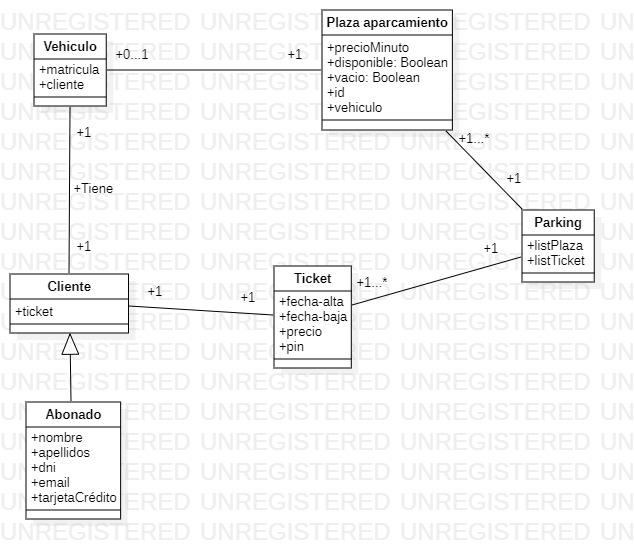 Plaza aparcamiento
+precioMinuto
+disponible: Boolean
+vacio: Boolean
+id
+vehiculo
Vehiculo
+matricula
+cliente
+0...1
+1
+1
+Tiene
+1
+1...*
+1
Parking
+listPlaza
+listTicket
+1
+1...*
Ticket
+fecha-alta
+fecha-baja
+precio
+pin
+1
+1
Cliente
+ticket
Abonado
+nombre
+apellidos
+dni
+email
+tarjetaCrédito
UNREGISTERED UNREGISTERED UNREGISTERED UNREGISTERED